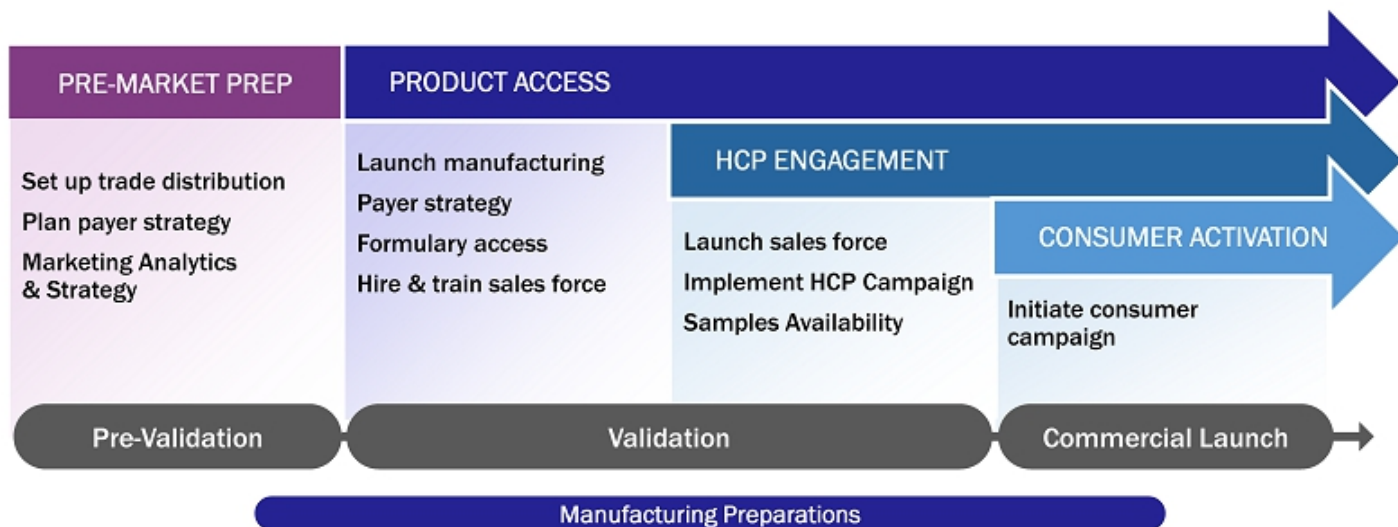 PRE-MARKET PREP
Set up trade distribution
Plan payer strategy
Marketing Analytics
& Strategy
PRODUCT ACCESS
Launch manufacturing
Payer strategy
Formulary access
Hire & train sales force
HCP ENGAGEMENT
Launch sales force
Implement HCP Campaign
Samples Availability
CONSUMER ACTIVATION
Initiate consumer
campaign
Pre-Validation
Validation
Commercial Launch
Manufacturing Preparations